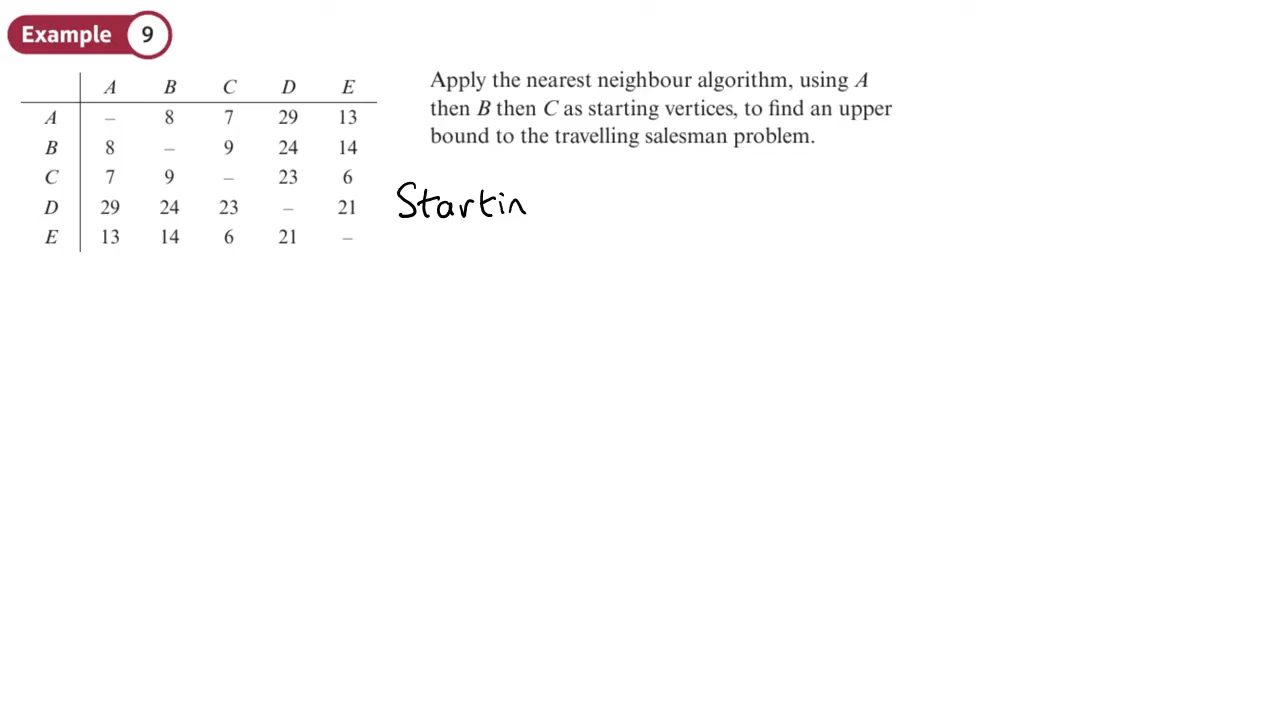 Example 9
A B C D E
A – 8 7 29 13
B 8 – 9 24 14
C 7 9 – 23 6
D 29 24 23 – 21
E 13 14 6 21 –
Apply the nearest neighbour algorithm, using A
then B then C as starting vertices, to find an upper
bound to the travelling salesman problem.
Startin